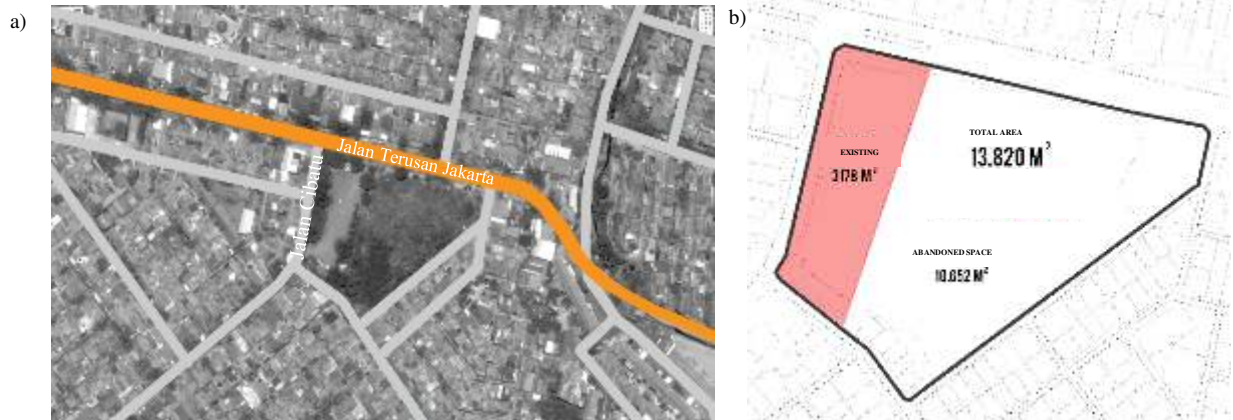 a)
Jalan Terusan Jakarta
Jalan Cibatu
b)
TOTAL AREA
13.820 M²
EXISTING
3178 M²
ABANDONED SPACE
10.652 M²